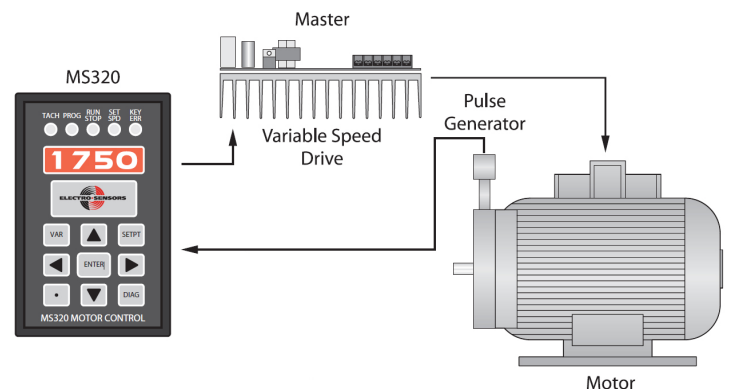 Master
MS320
TACH PROG RUN STOP SET SPD KEY ERR
1750
ELECTRO-SENSORS
VAR SETPT
ENTER
DIAG
MS320 MOTOR CONTROL
Variable Speed
Drive
Pulse
Generator
Motor